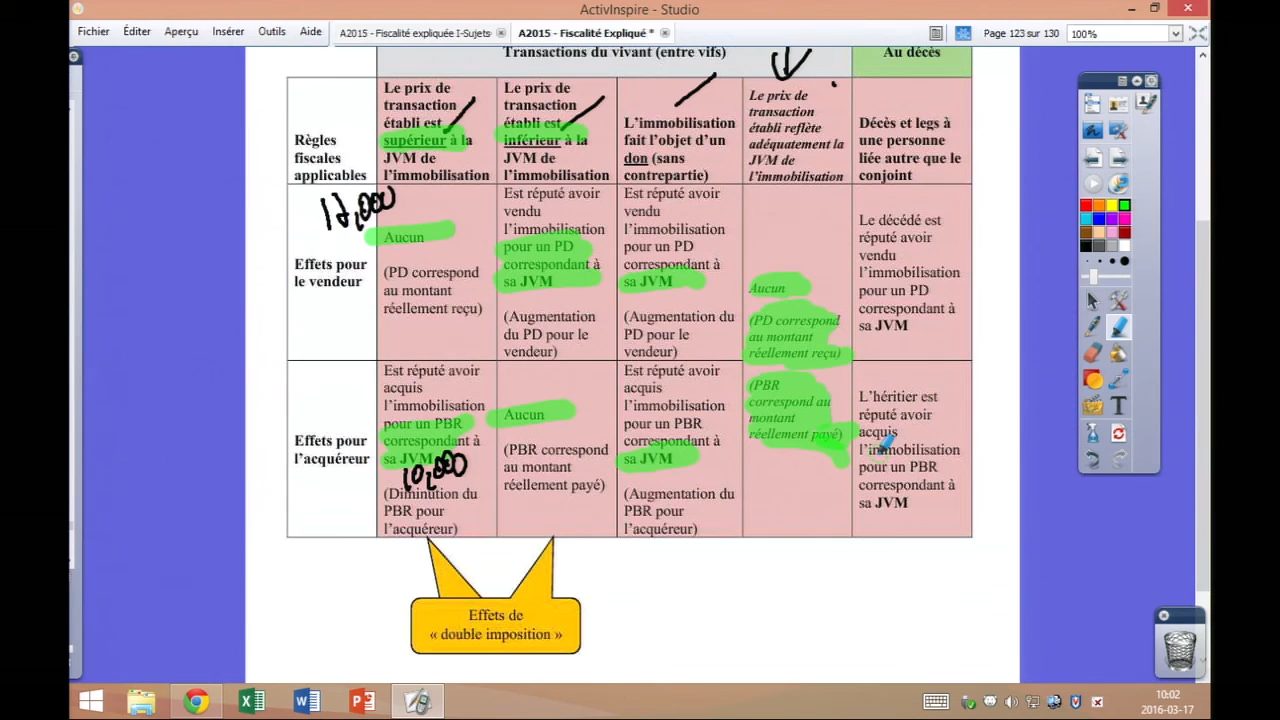 ActivInspire - Studio
Fichier Éditer Aperçu Insérer Outils Aide
A2015 - Fiscalité expliquée I-Sujets
A2015 - Fiscalité Expliqué *
Page 123 sur 130
100%
Transactions du vivant (entre vifs)
Au décès
Règles
fiscales
applicables
Le prix de
transaction
établi est
supérieur à la
JVM de
l’immobilisation
Le prix de
transaction
établi est
inférieur à la
JVM de
l’immobilisation
L’immobilisation
fait l’objet d’un
don (sans
contrepartie)
Le prix de
transaction
établi reflète
adéquatement la
JVM de
l’immobilisation
Décès et legs à
une personne
liée autre que le
conjoint
Effets pour
le vendeur
12,000
Aucun
(PD correspond
au montant
réellement reçu)
Est réputé avoir
vendu
l’immobilisation
pour un PD
correspondant à
sa JVM
(Augmentation
du PD pour le
vendeur)
Est réputé avoir
vendu
l’immobilisation
pour un PD
correspondant à
sa JVM
(Augmentation
du PD pour le
vendeur)
Aucun
(PD correspond
au montant
réellement reçu)
Le décédé est
réputé avoir
vendu
l’immobilisation
pour un PD
correspondant à
sa JVM
Effets pour
l’acquéreur
Est réputé avoir
acquis
l’immobilisation
pour un PBR
correspondant à
sa JVM
10,000
(Diminution du
PBR pour
l’acquéreur)
Aucun
(PBR correspond
au montant
réellement payé)
Est réputé avoir
acquis
l’immobilisation
pour un PBR
correspondant à
sa JVM
(Augmentation du
PBR pour
l’acquéreur)
(PBR
correspond au
montant
réellement payé)
L’héritier est
réputé avoir
acquis
l’immobilisation
pour un PBR
correspondant à
sa JVM
Effets de
« double imposition »
10:02
2016-03-17